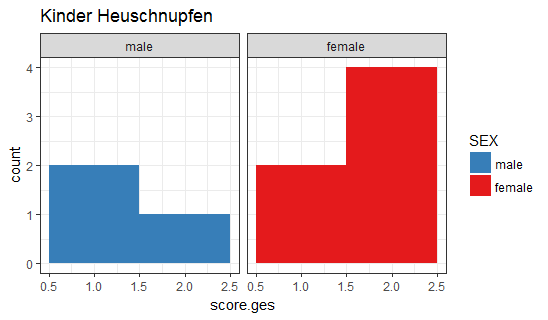 Kinder Heuschnupfen
male female
4
3
2
1
0
count
0.5 1.0 1.5 2.0 2.5 0.5 1.0 1.5 2.0 2.5
score.ges
SEX
male
female